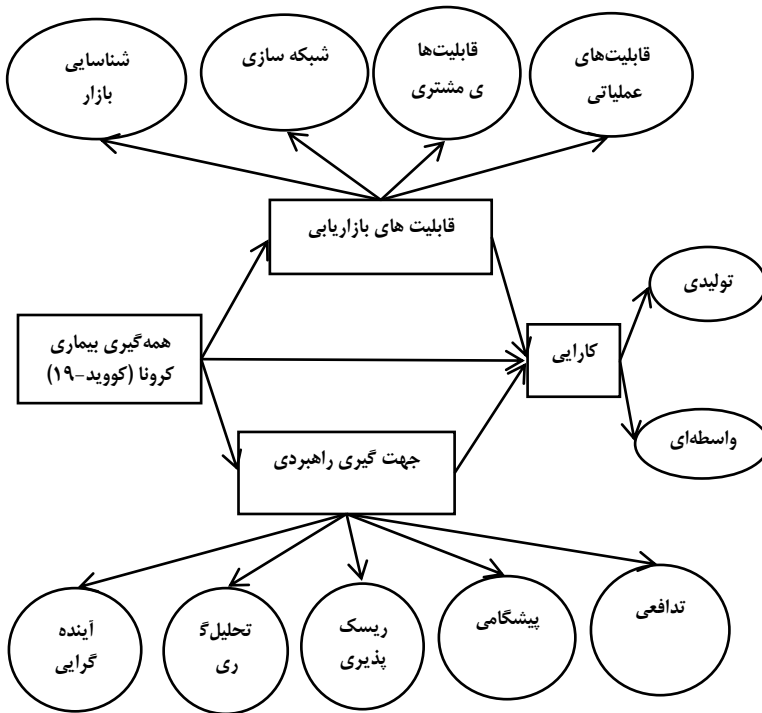 قابلیت‌های
عملیاتی
قابلیت‌ها
ی مشتری
شبکه سازی
شناسایی
بازار
قابلیت های بازاریابی
تولیدی
کارایی
همه‌گیری بیماری
کرونا (کووید-۱۹)
واسطه‌ای
جهت گیری راهبردی
تدافعی
پیشگامی
ریسک
پذیری
تحلیل‌گ
ری
آینده
گرایی